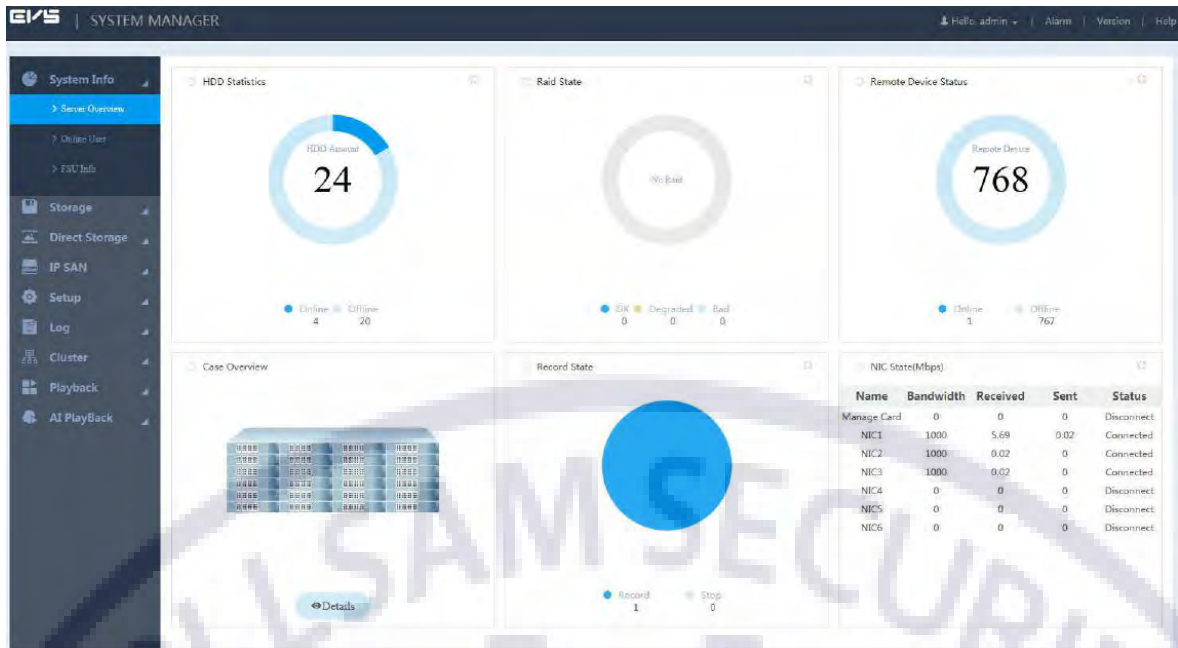 EVS | SYSTEM MANAGER
Hello, admin | Alarm | Version | Help
System Info
> Server Overview
> Online User
> FSU Info
Storage
Direct Storage
IP SAN
Setup
Log
Cluster
Playback
AI PlayBack
HDD Statistics
HDD Amount
24
Online Offline
4 20
Raid State
No Raid
OK Degraded Bad
0 0 0
Remote Device Status
Remote Device
768
Online Offline
1 767
Case Overview
Details
Record State
Record Stop
1 0
NIC State(Mbps)
Name Bandwidth Received Sent Status
Manage Card 0 0 0 Disconnect
NIC1 1000 5.69 0.02 Connected
NIC2 1000 0.02 0 Connected
NIC3 1000 0.02 0 Connected
NIC4 0 0 0 Disconnect
NIC5 0 0 0 Disconnect
NIC6 0 0 0 Disconnect